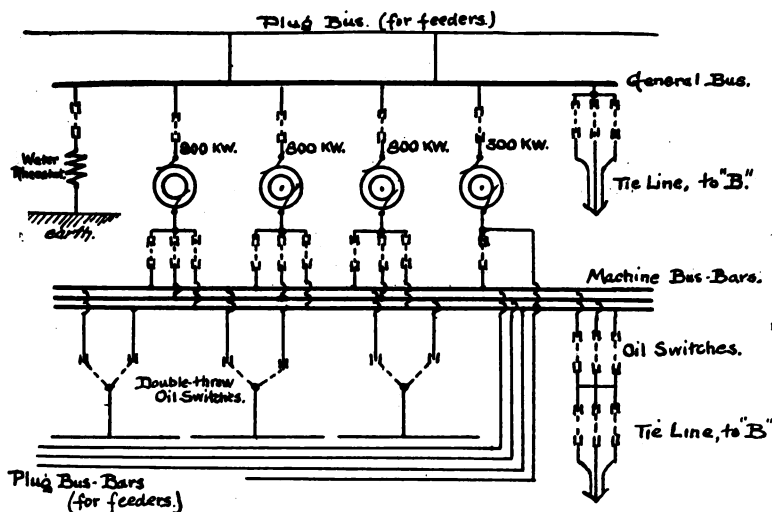 Plug Bus. (for feeders.)
General Bus.
800 KW.
800 KW.
800 KW.
500 KW.
Water
Rheostat
earth.
Tie Line, to "B."
Machine Bus-Bars.
Oil Switches.
Double-throw
Oil Switches.
Tie Line, to "B"
Plug Bus-Bars
(for feeders.)